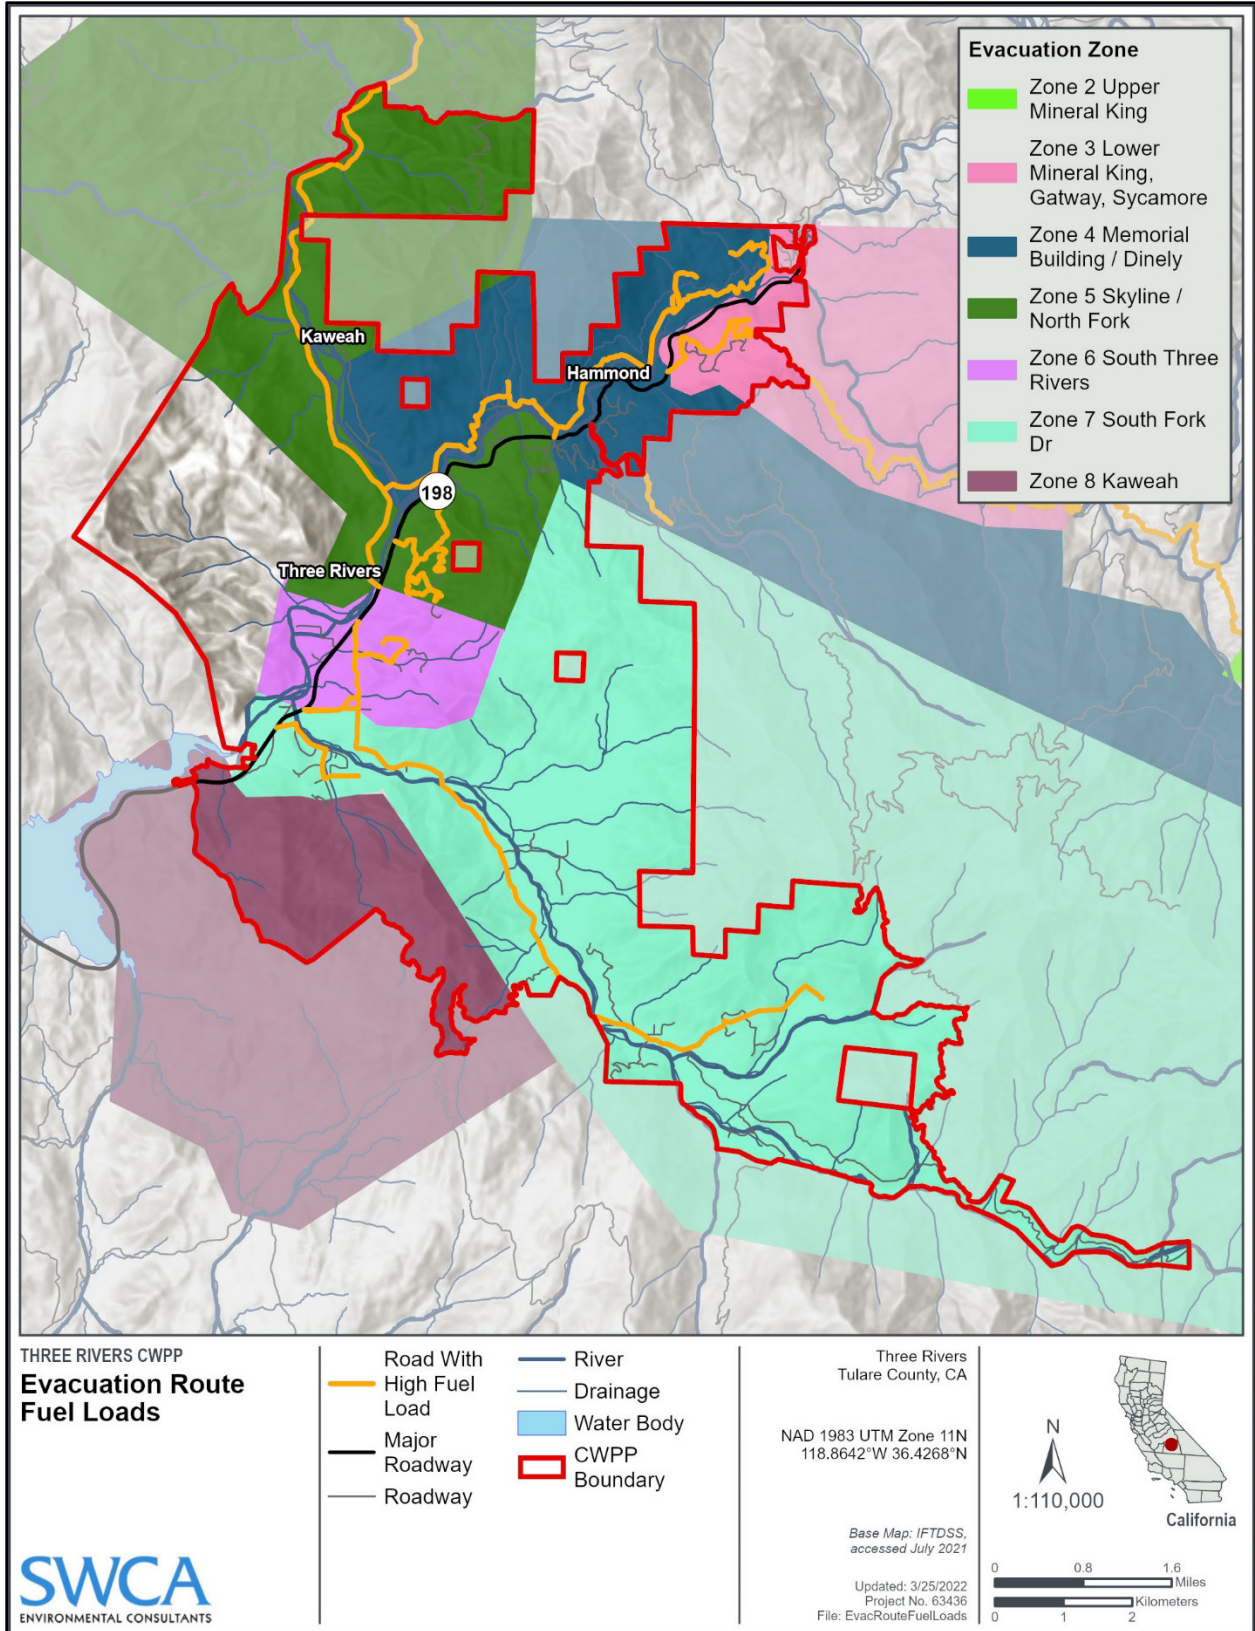 Evacuation Zone
Zone 2 Upper
Mineral King
Zone 3 Lower
Mineral King,
Gatway, Sycamore
Zone 4 Memorial
Building / Dinely
Zone 5 Skyline /
North Fork
Zone 6 South Three
Rivers
Zone 7 South Fork
Dr
Zone 8 Kaweah
Kaweah
Hammond
198
Three Rivers
THREE RIVERS CWPP
Evacuation Route
Fuel Loads
SWCA
ENVIRONMENTAL CONSULTANTS
Road With
High Fuel
Load
Major
Roadway
Roadway
River
Drainage
Water Body
CWPP
Boundary
Three Rivers
Tulare County, CA
NAD 1983 UTM Zone 11N
118.8642°W 36.4268°N
Base Map: IFTDSS,
accessed July 2021
Updated: 3/25/2022
Project No. 63436
File: EvacRouteFuelLoads
N
1:110,000
California
0 0.8 1.6
Miles
Kilometers
0 1 2